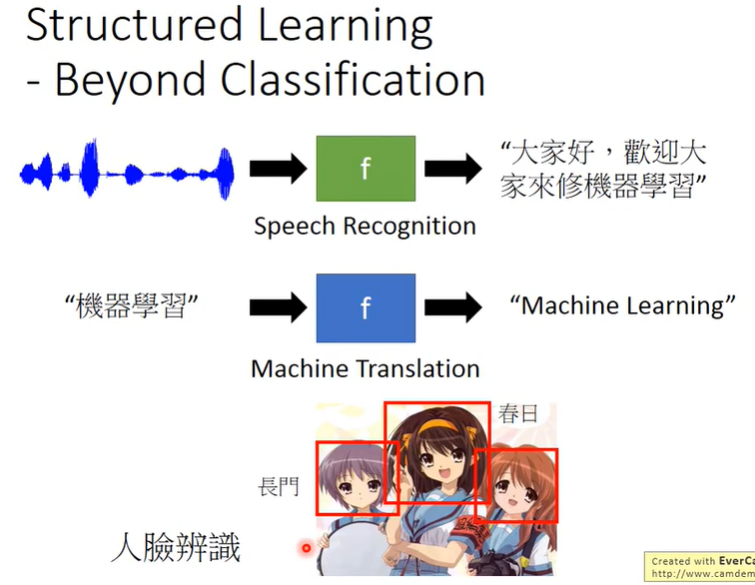 Structured Learning
- Beyond Classification
f
“大家好，歡迎大
家來修機器學習”
Speech Recognition
“機器學習”
f
“Machine Learning”
Machine Translation
春日
長門
人臉辨識
Created with EverCa
http://www.camdem